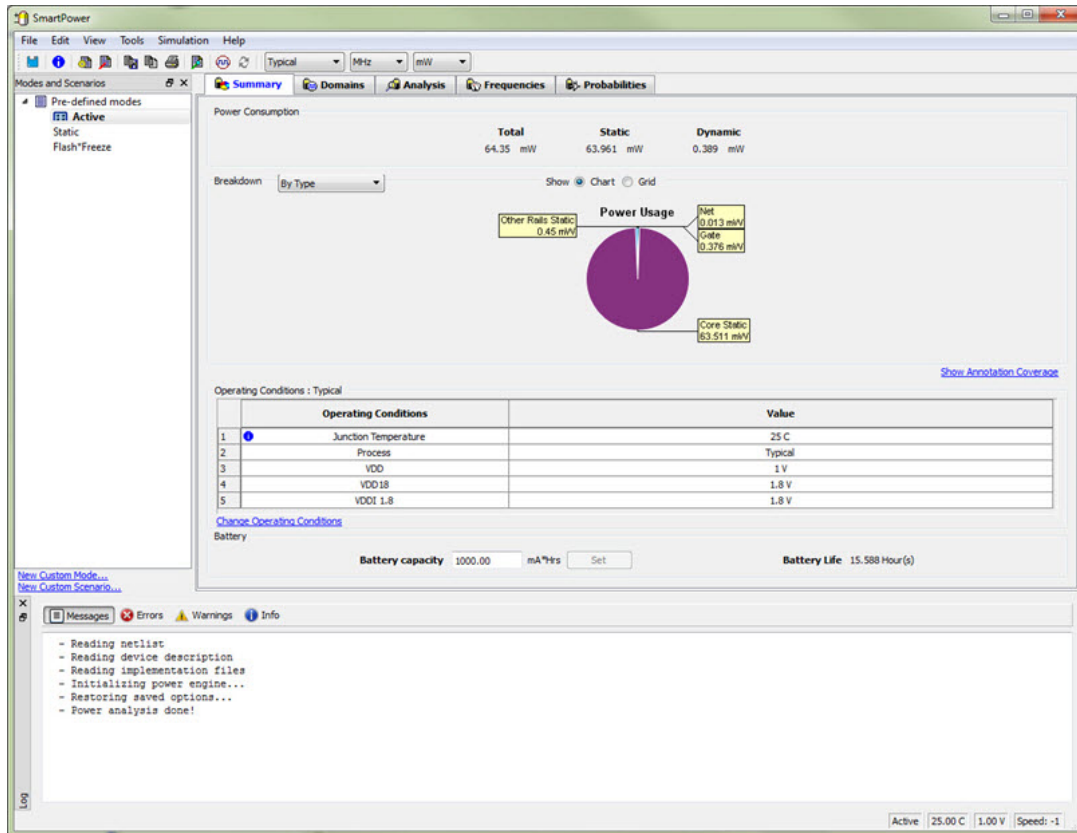 SmartPower
File Edit View Tools Simulation Help
Typical MHz mW
Modes and Scenarios
Summary Domains Analysis Frequencies Probabilities
Pre-defined modes
Active
Static
Flash*Freeze
Power Consumption
Total Static Dynamic
64.35 mW 63.961 mW 0.389 mW
Breakdown By Type Show Chart Grid
Power Usage
Other Rails Static
0.45 mW
Net
0.013 mW
Gate
0.376 mW
Core Static
63.511 mW
Show Annotation Coverage
Operating Conditions : Typical
Operating Conditions Value
1 Junction Temperature 25 C
2 Process Typical
3 VDD 1 V
4 VDD18 1.8 V
5 VDDI 1.8 1.8 V
Change Operating Conditions
Battery
Battery capacity 1000.00 mA*Hrs Set Battery Life 15.588 Hour(s)
New Custom Mode...
New Custom Scenario...
Messages Errors Warnings Info
- Reading netlist
- Reading device description
- Reading implementation files
- Initializing power engine...
- Restoring saved options...
- Power analysis done!
Log
Active 25.00 C 1.00 V Speed: -1